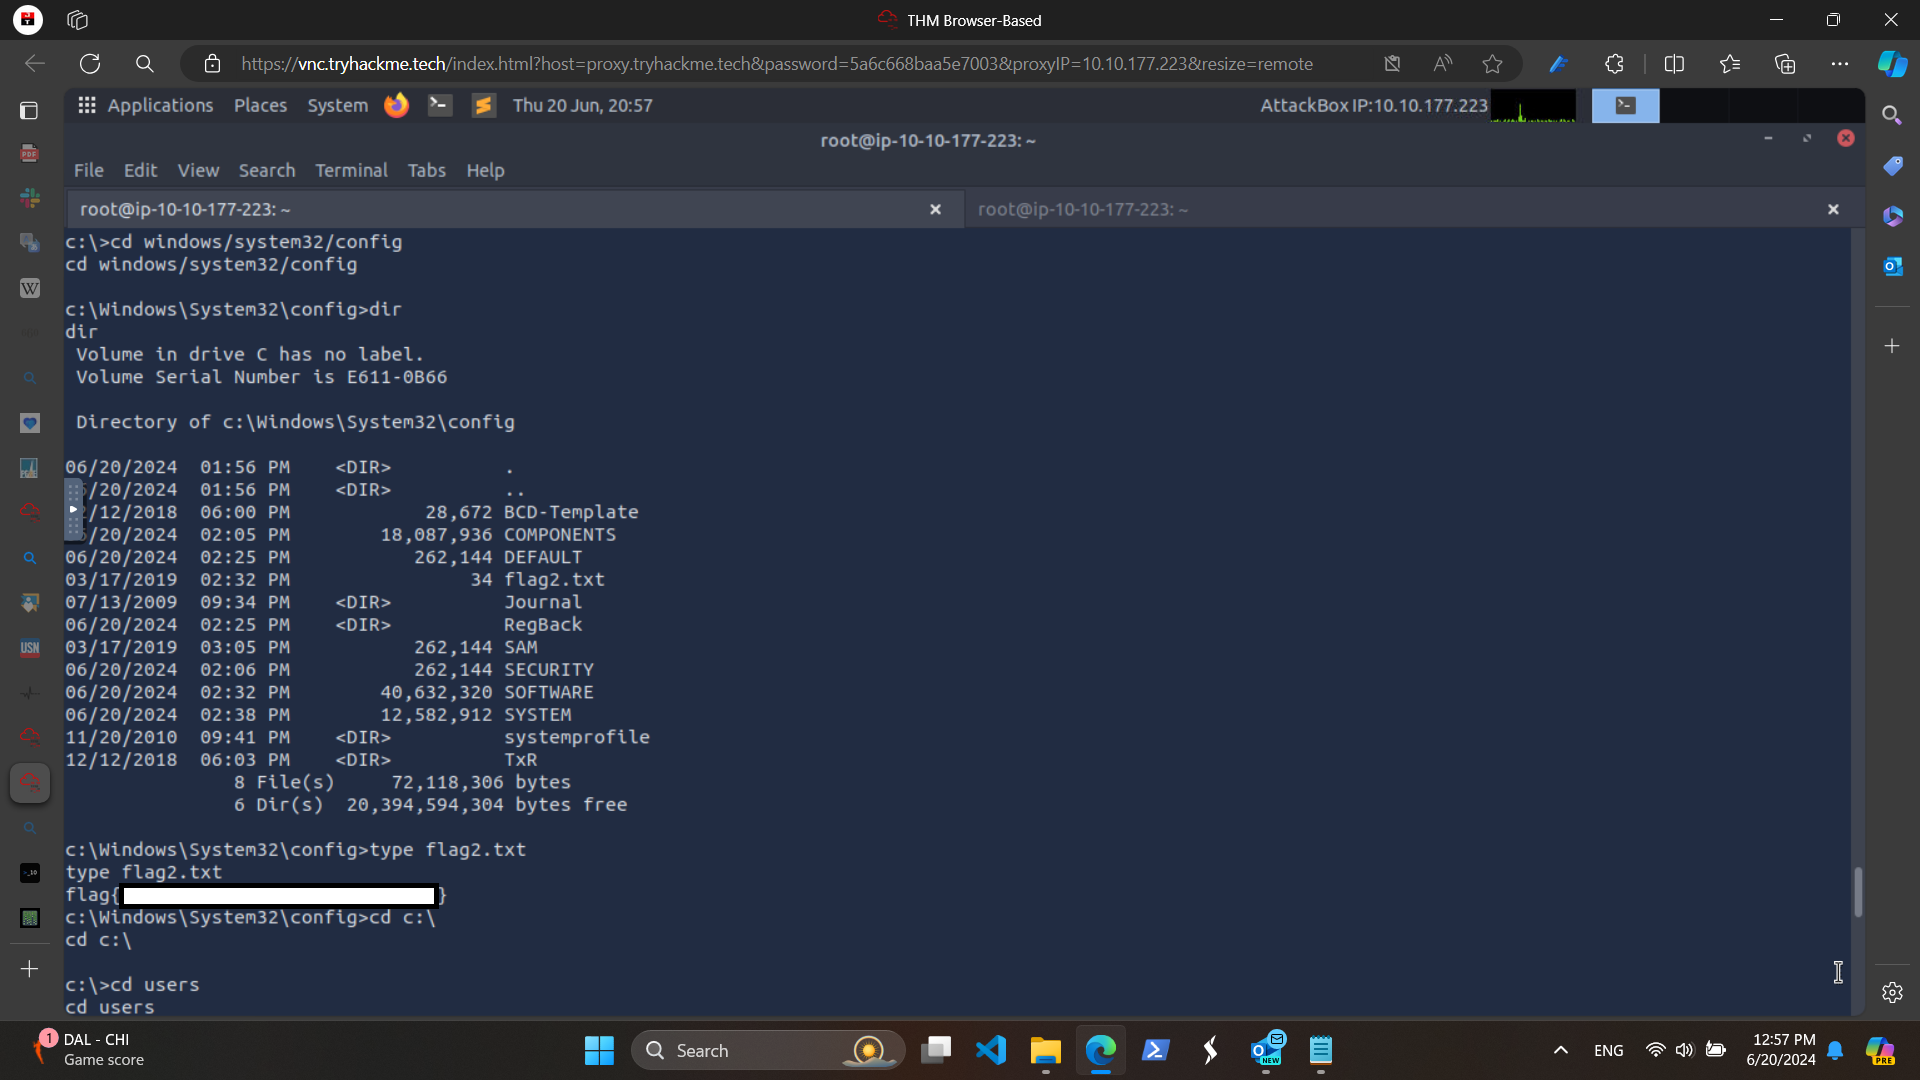 THM Browser-Based
https://vnc.tryhackme.tech/index.html?host=proxy.tryhackme.tech&password=5a6c668baa5e7003&proxyIP=10.10.177.223&resize=remote
Applications Places System Thu 20 Jun, 20:57 AttackBox IP:10.10.177.223
root@ip-10-10-177-223: ~
File Edit View Search Terminal Tabs Help
root@ip-10-10-177-223: ~ root@ip-10-10-177-223: ~
c:\>cd windows/system32/config
cd windows/system32/config
c:\Windows\System32\config>dir
dir
Volume in drive C has no label.
Volume Serial Number is E611-0B66
Directory of c:\Windows\System32\config
06/20/2024 01:56 PM <DIR> .
/20/2024 01:56 PM <DIR> ..
/12/2018 06:00 PM 28,672 BCD-Template
/20/2024 02:05 PM 18,087,936 COMPONENTS
06/20/2024 02:25 PM 262,144 DEFAULT
03/17/2019 02:32 PM 34 flag2.txt
07/13/2009 09:34 PM <DIR> Journal
06/20/2024 02:25 PM <DIR> RegBack
03/17/2019 03:05 PM 262,144 SAM
06/20/2024 02:06 PM 262,144 SECURITY
06/20/2024 02:32 PM 40,632,320 SOFTWARE
06/20/2024 02:38 PM 12,582,912 SYSTEM
11/20/2010 09:41 PM <DIR> systemprofile
12/12/2018 06:03 PM <DIR> TxR
8 File(s) 72,118,306 bytes
6 Dir(s) 20,394,594,304 bytes free
c:\Windows\System32\config>type flag2.txt
type flag2.txt
flag{ }
c:\Windows\System32\config>cd c:\
cd c:\
c:\>cd users
cd users
PDF
W
USN
1
DAL - CHI
Game score
Search
NEW
ENG
12:57 PM
6/20/2024
PRE